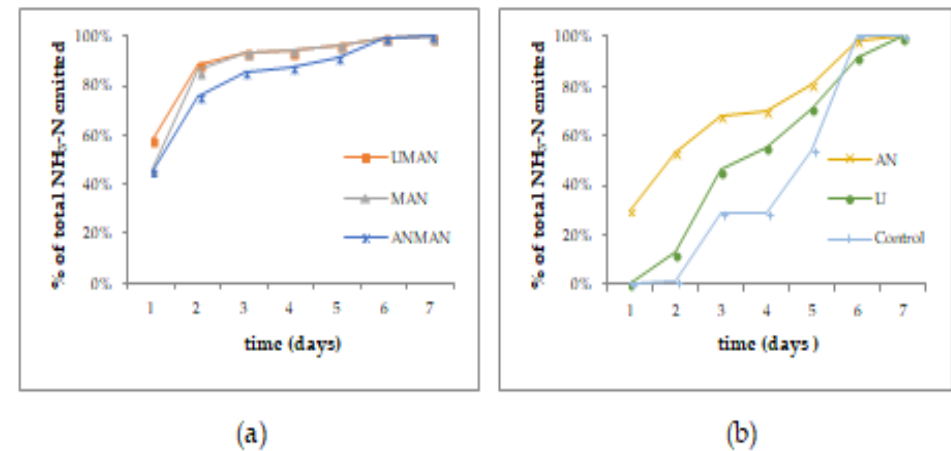 % of total NH₃-N emitted
100%
80%
60%
40%
20%
0%
1 2 3 4 5 6 7
time (days)
UMAN
MAN
ANMAN
(a)
% of total NH₃-N emitted
100%
80%
60%
40%
20%
0%
1 2 3 4 5 6 7
time (days )
AN
U
Control
(b)